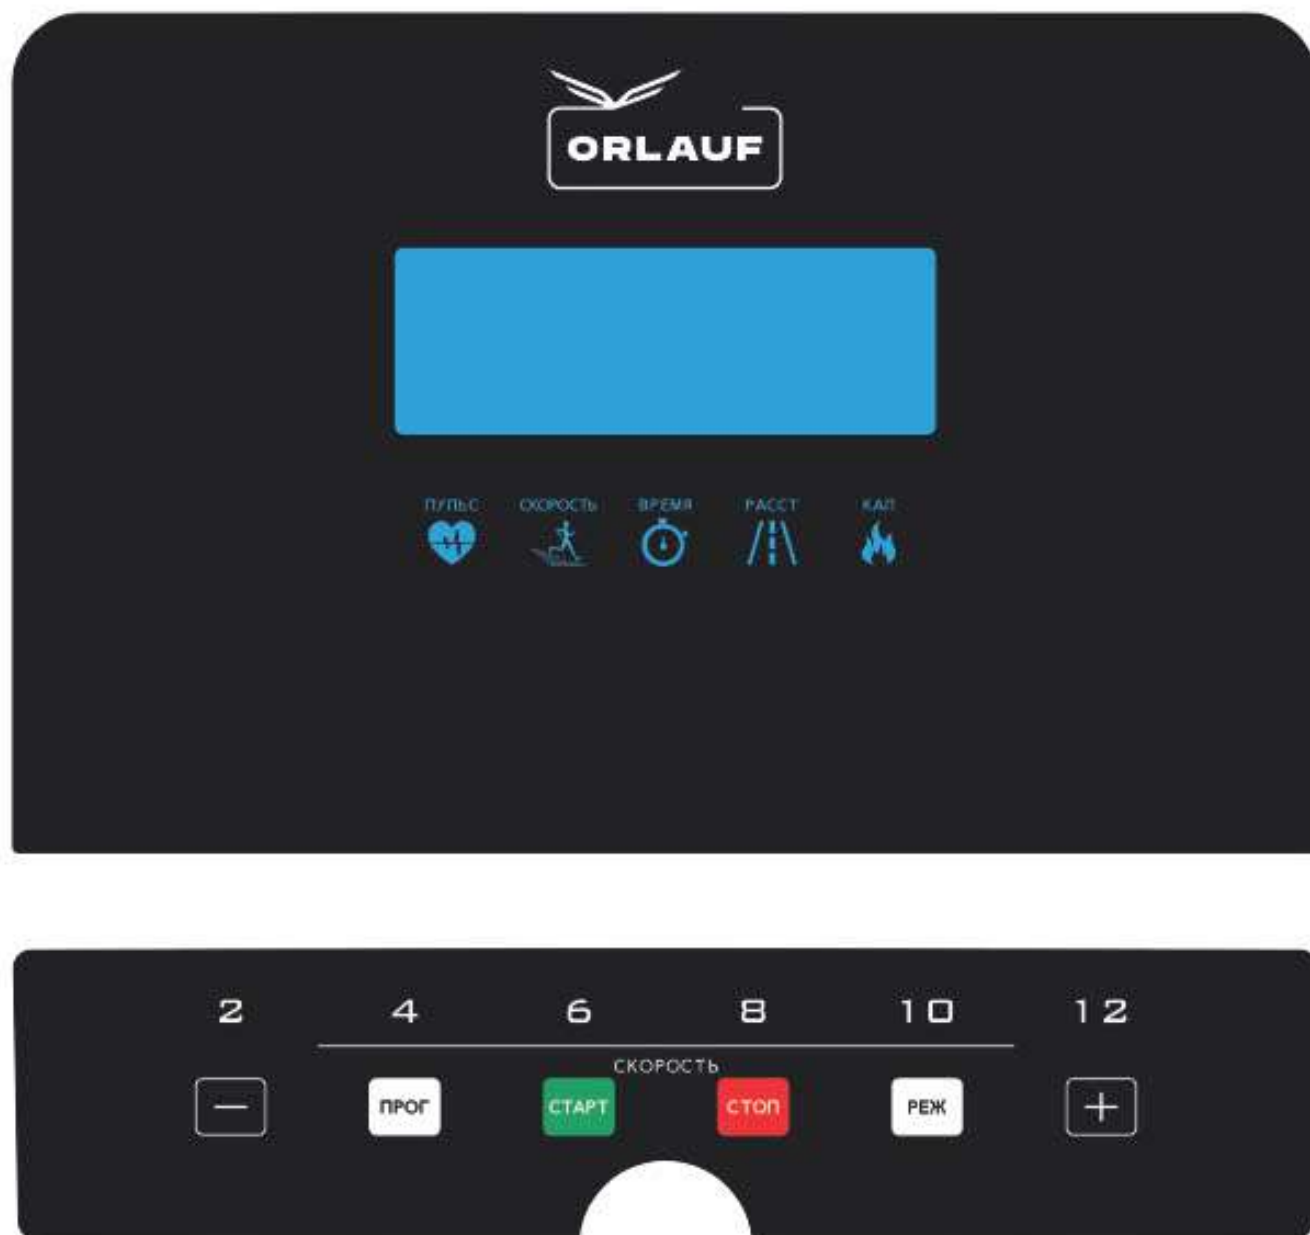 ORLAUF
ПУЛЬС СКОРОСТЬ ВРЕМЯ РАССТ КАЛ
2 4 6 8 10 12
СКОРОСТЬ
— ПРОГ СТАРТ СТОП РЕЖ +